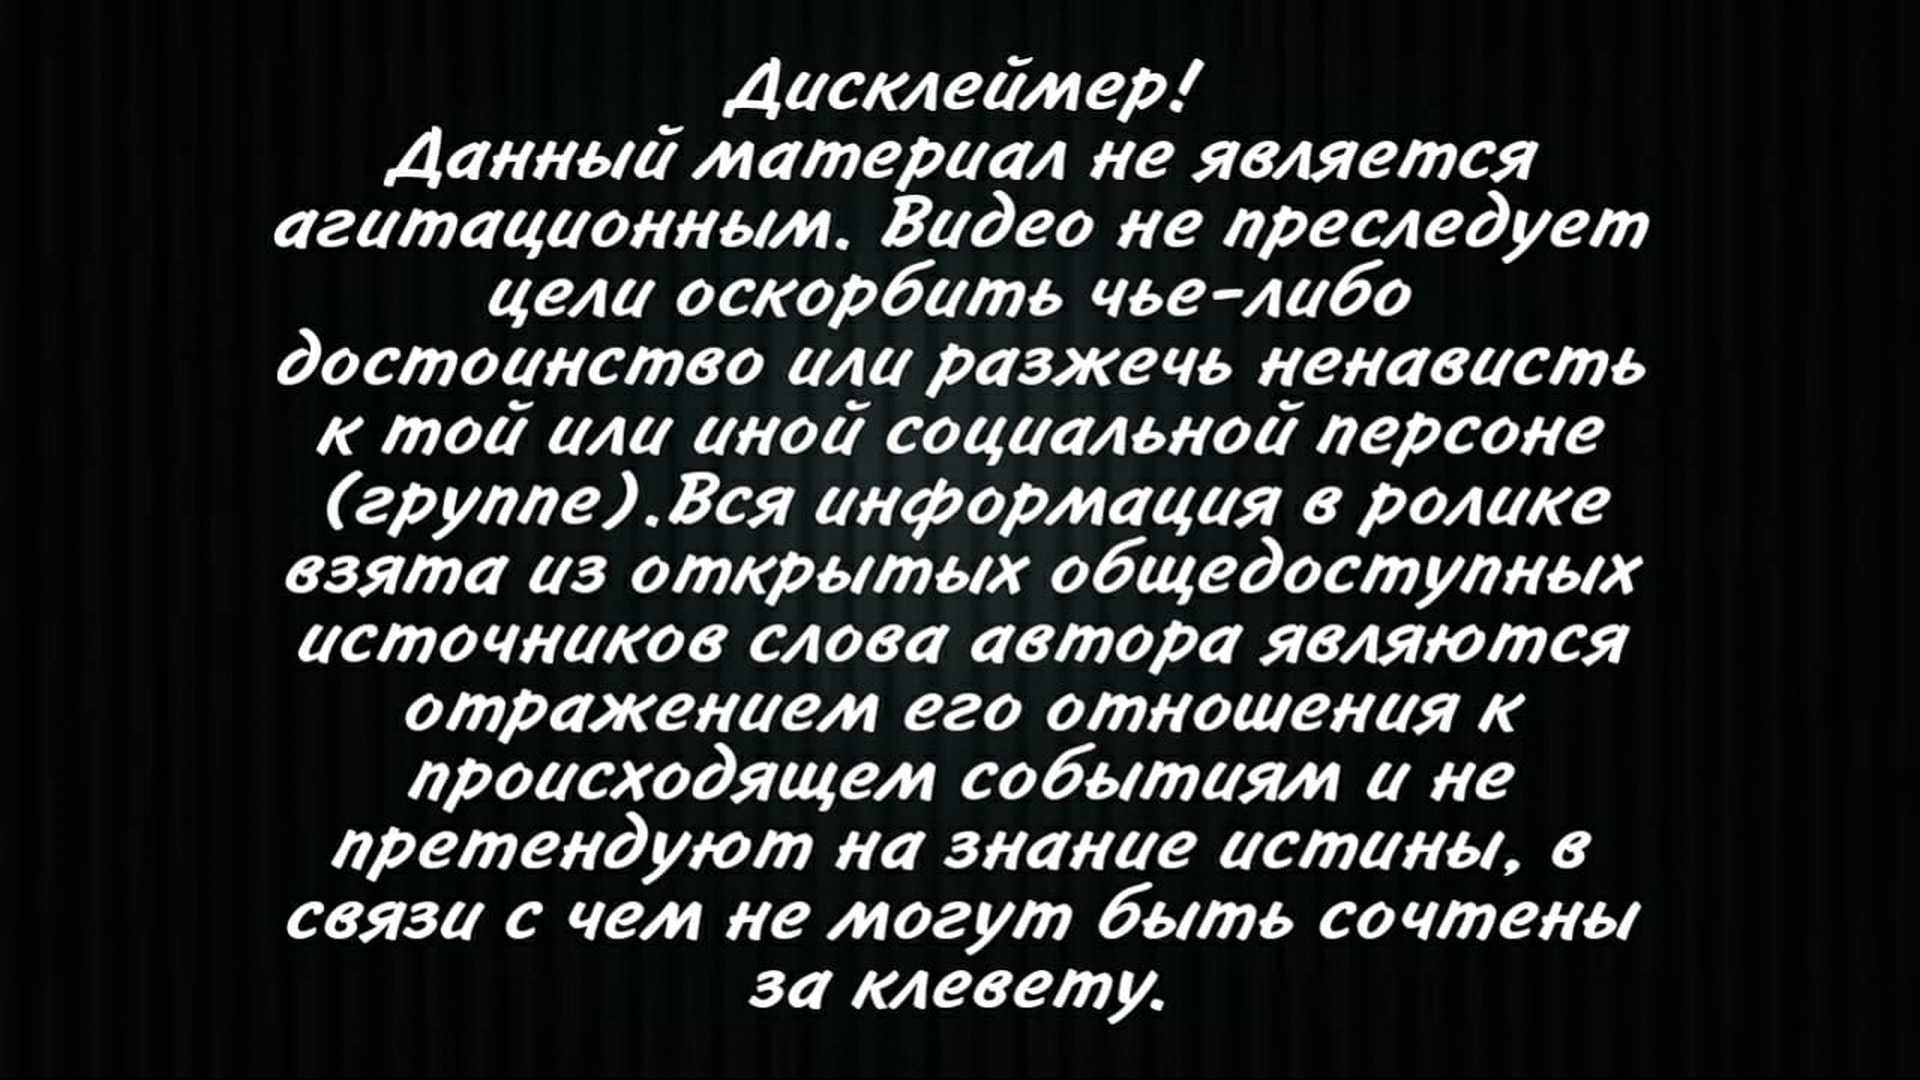 Дисклеймер!
Данный материал не является
агитационным. Видео не преследует
цели оскорбить чье-либо
достоинство или разжечь ненависть
к той или иной социальной персоне
(группе).Вся информация в ролике
взята из открытых общедоступных
источников слова автора являются
отражением его отношения к
происходящем событиям и не
претендуют на знание истины, в
связи с чем не могут быть сочтены
за клевету.